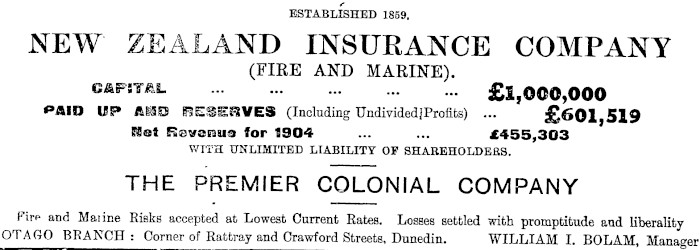 ESTABLISHED 1859.
NEW ZEALAND INSURANCE COMPANY
(FIRE AND MARINE).
CAPITAL ... ... ... ... ... £1,000,000
PAID UP AND RESERVES (Including Undivided Profits) ... £601,519
Net Revenue for 1904 ... ... £455,303
WITH UNLIMITED LIABILITY OF SHAREHOLDERS.
THE PREMIER COLONIAL COMPANY
Fire and Marine Risks accepted at Lowest Current Rates. Losses settled with promptitude and liberality
OTAGO BRANCH : Corner of Rattray and Crawford Streets, Dunedin. WILLIAM I. BOLAM, Manager